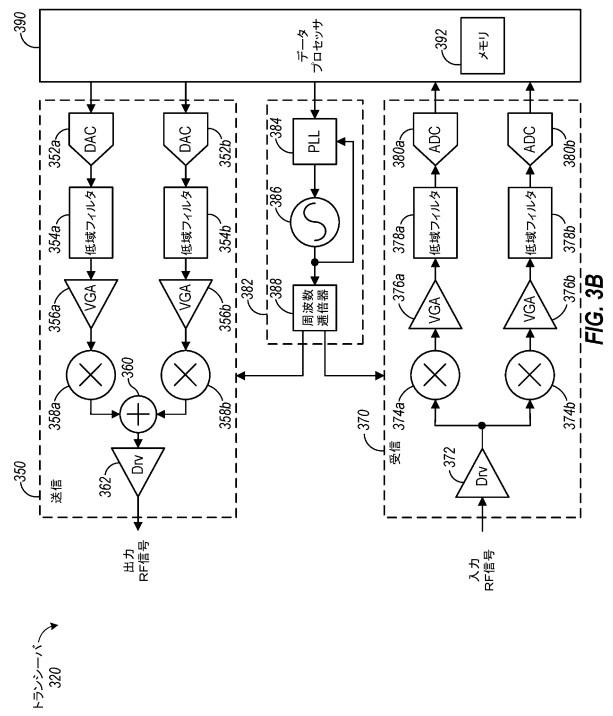 トランシーバ
320
350
送信
出力
RF信号
362
Drv
360
358a
358b
356a
VGA
356b
VGA
354a
低域フィルタ
354b
低域フィルタ
352a
DAC
352b
DAC
382
388
周波数
逓倍器
386
384
PLL
390
データ
プロセッサ
392
メモリ
370
受信
入力
RF信号
372
Drv
374a
374b
376a
VGA
376b
VGA
378a
低域フィルタ
378b
低域フィルタ
380a
ADC
380b
ADC
FIG. 3B